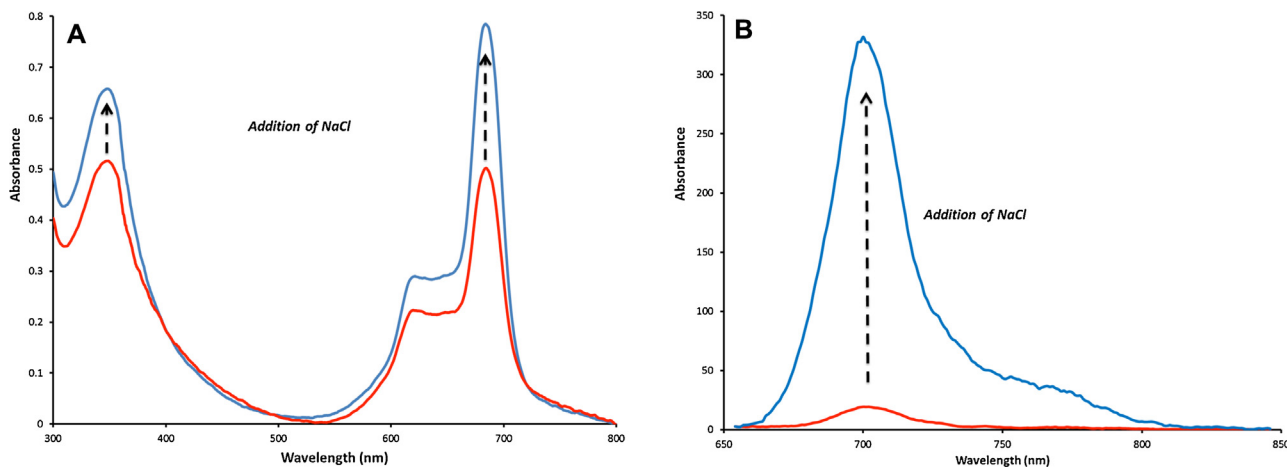 A
Absorbance
0.8
0.7
0.6
0.5
0.4
0.3
0.2
0.1
0
Addition of NaCl
300 400 500 600 700 800
Wavelength (nm)
B
Absorbance
350
300
250
200
150
100
50
0
Addition of NaCl
650 700 750 800 850
Wavelength (nm)